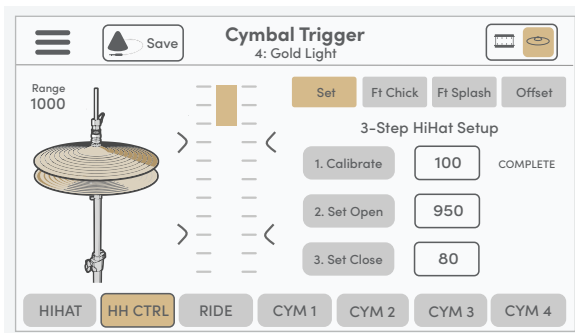 Save
Cymbal Trigger
4: Gold Light
Range
1000
Set
Ft Chick
Ft Splash
Offset
3-Step HiHat Setup
1. Calibrate
100
COMPLETE
2. Set Open
950
3. Set Close
80
HIHAT
HH CTRL
RIDE
CYM 1
CYM 2
CYM 3
CYM 4